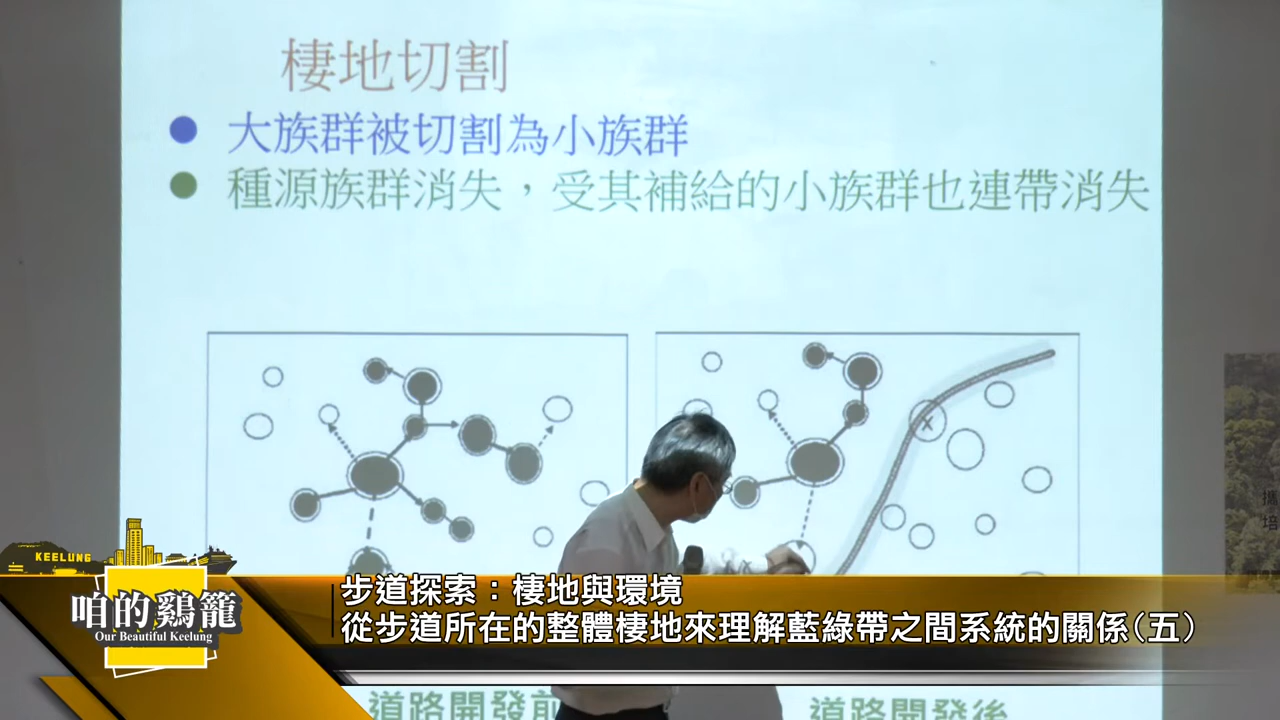 棲地切割
大族群被切割為小族群
種源族群消失，受其補給的小族群也連帶消失
x
攜
培
KEELUNG
咱的鷄籠
Our Beautiful Keelung
步道探索：棲地與環境
從步道所在的整體棲地來理解藍綠帶之間系統的關係(五)
道路開發前
道路開發後